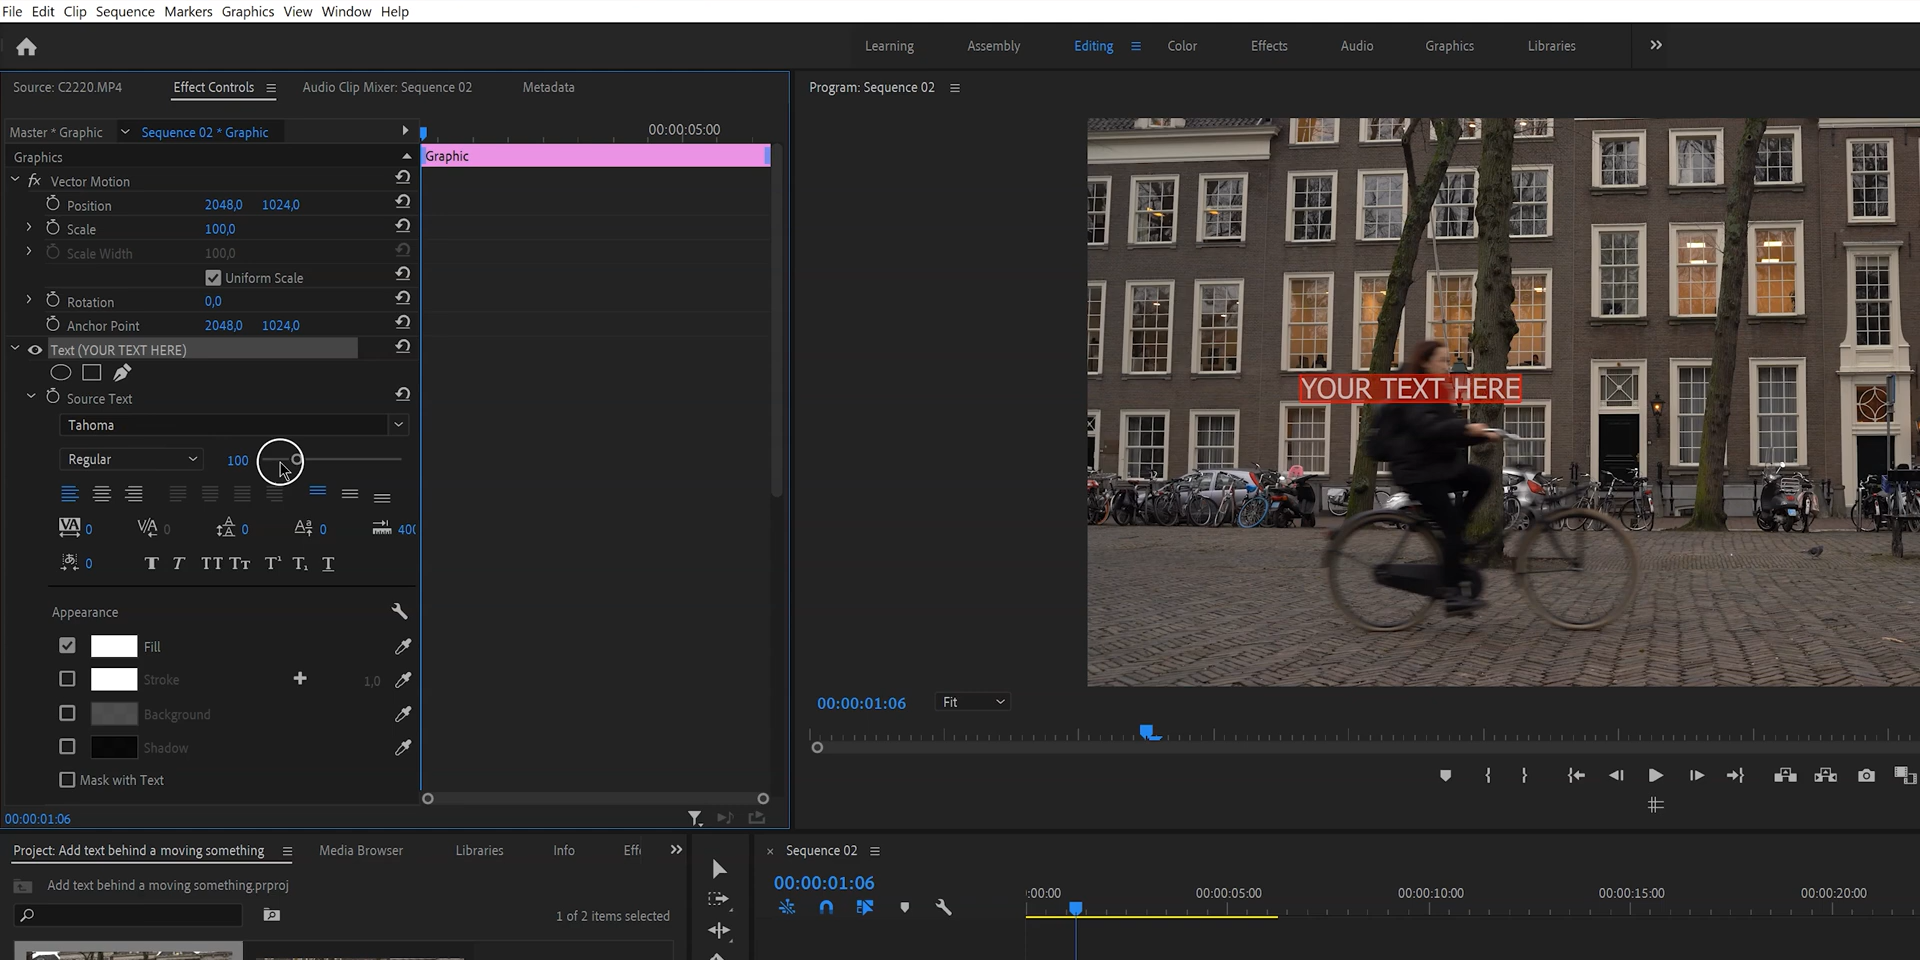 File Edit Clip Sequence Markers Graphics View Window Help
Learning Assembly Editing Color Effects Audio Graphics Libraries
Source: C2220.MP4 Effect Controls Audio Clip Mixer: Sequence 02 Metadata
Program: Sequence 02
Master * Graphic Sequence 02 * Graphic
00:00:05:00
Graphics
Graphic
Vector Motion
Position 2048,0 1024,0
Scale 100,0
Scale Width 100,0
Uniform Scale
Rotation 0,0
Anchor Point 2048,0 1024,0
Text (YOUR TEXT HERE)
Source Text
Tahoma
Regular 100
0 0 0 0 400
0
Appearance
Fill
Stroke 1,0
Background
Shadow
Mask with Text
00:00:01:06
YOUR TEXT HERE
00:00:01:06 Fit
Project: Add text behind a moving something Media Browser Libraries Info Effe
Add text behind a moving something.prproj
1 of 2 items selected
× Sequence 02
00:00:01:06
:00:00 00:00:05:00 00:00:10:00 00:00:15:00 00:00:20:00